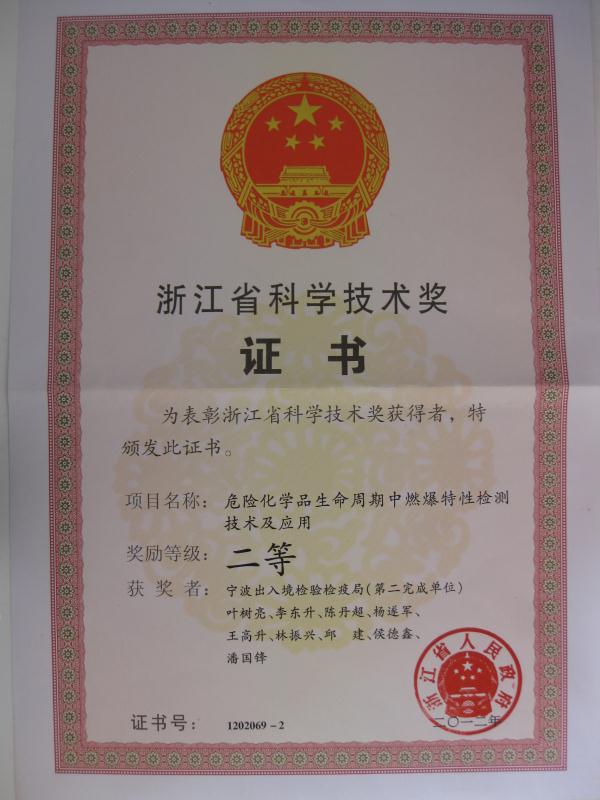 浙江省科学技术奖
证书
为表彰浙江省科学技术奖获得者，特
颁发此证书。
项目名称：危险化学品生命周期中燃爆特性检测
技术及应用
奖励等级：二等
获奖者：宁波出入境检验检疫局(第二完成单位)
叶树亮、李东升、陈丹超、杨遂军、
王高升、林振兴、邱 建、侯德鑫、
潘国锋
浙江省人民政府
证书号：1202069-2
二〇一二年